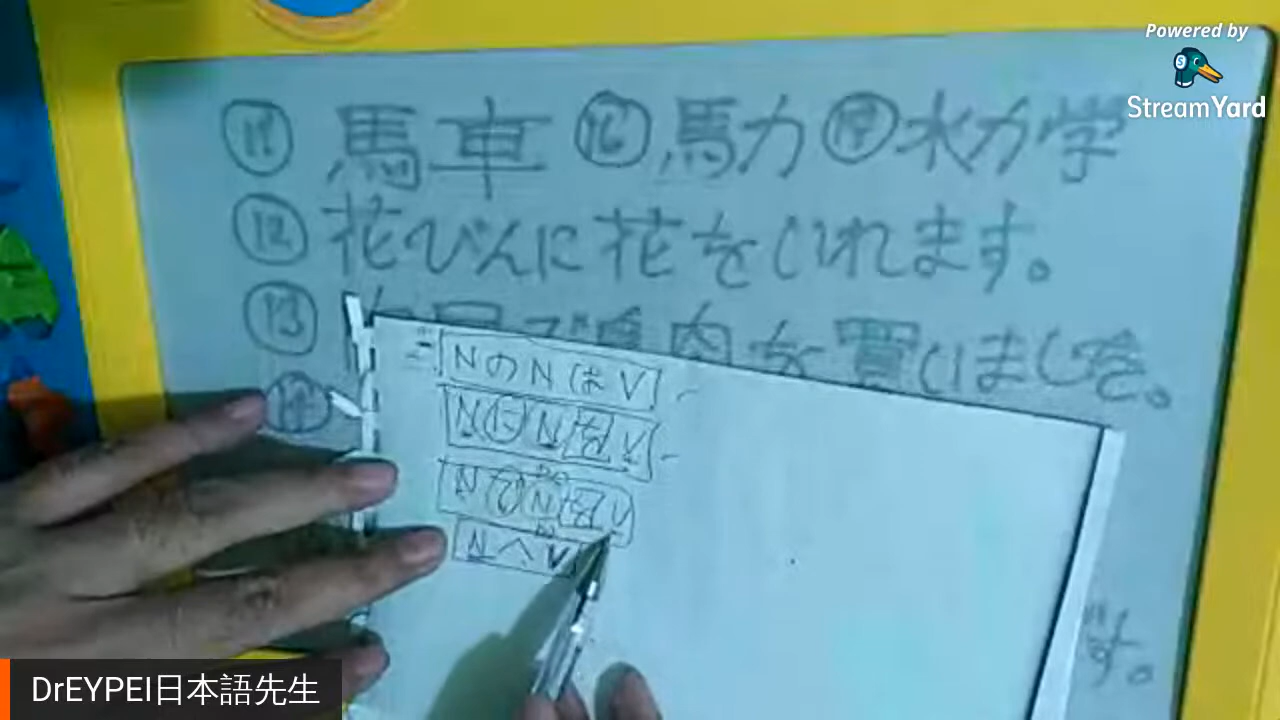 Powered by
StreamYard
⑪ 馬車 ⑯ 馬力 ⑰ 水力学
⑫ 花びんに花をいれます。
⑬ 肉を買いました。
NのNはV
NにNをV
NでNをV
NへV
す。
DrEYPEI日本語先生